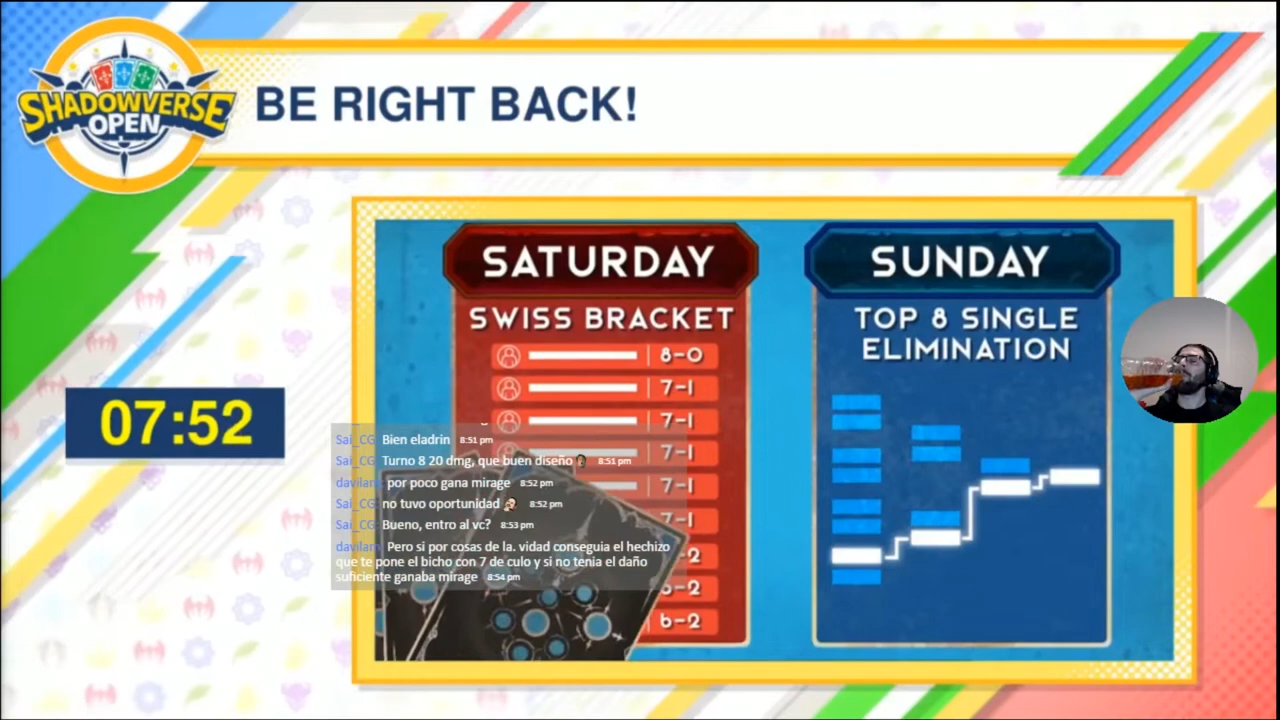 SHADOWVERSE
OPEN
BE RIGHT BACK!
SATURDAY
SWISS BRACKET
8-0
7-1
7-1
7-1
7-1
7-1
-2
6-2
6-2
SUNDAY
TOP 8 SINGLE
ELIMINATION
07:52
Sai_CG Bien eladrin 8:51 pm
Sai_CG Turno 8 20 dmg, que buen diseño 8:51 pm
davilan por poco gana mirage 8:52 pm
Sai_CG no tuvo oportunidad 8:52 pm
Sai_CG Bueno, entro al vc? 8:53 pm
davilan Pero si por cosas de la. vidad conseguia el hechizo
que te pone el bicho con 7 de culo y si no tenia el daño
suficiente ganaba mirage 8:54 pm